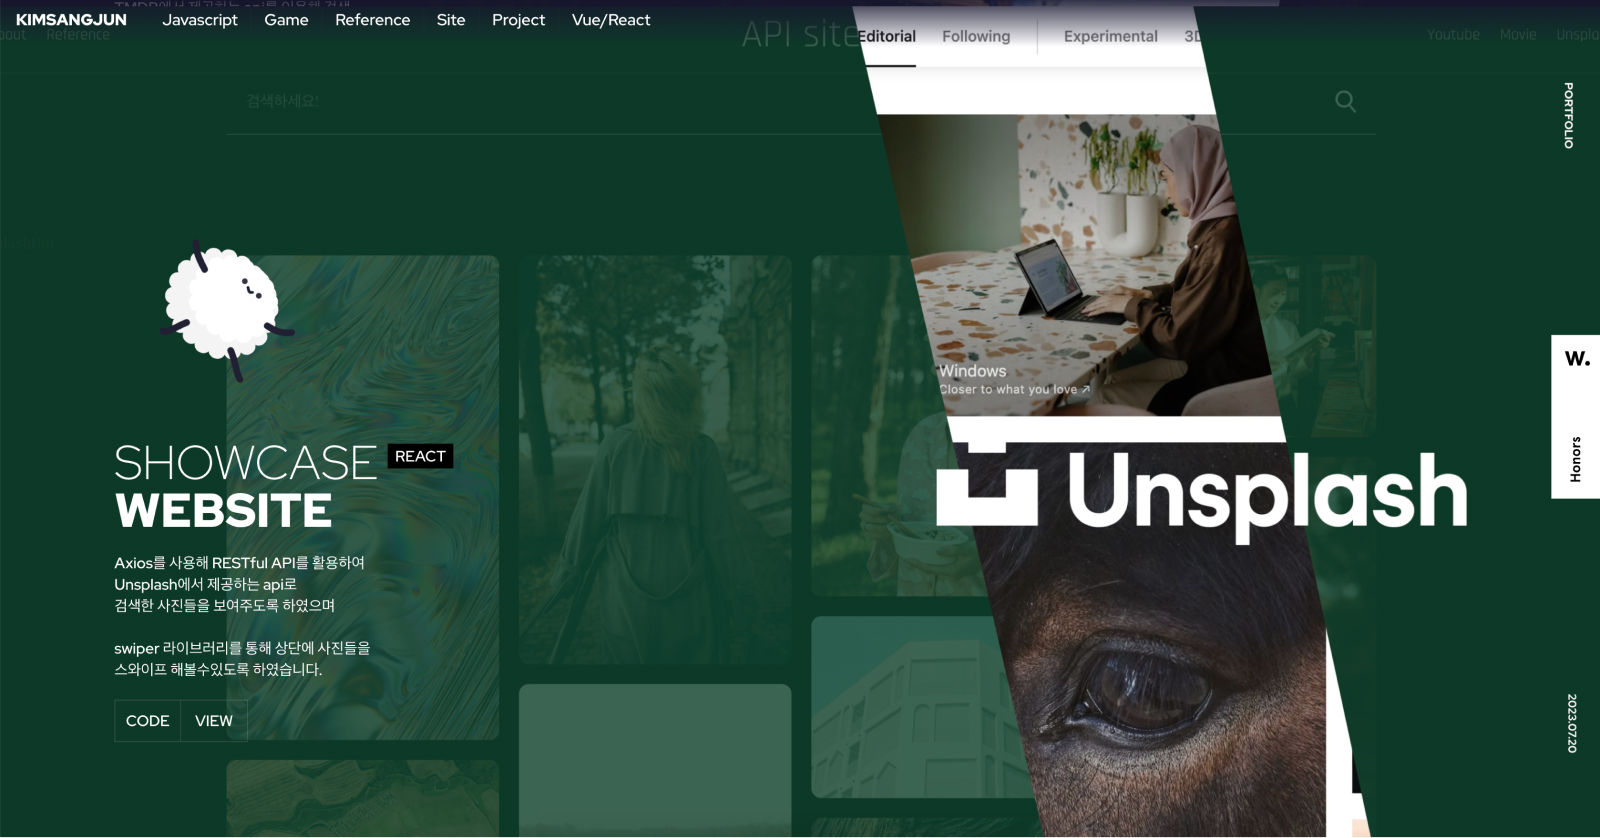 KIMSANGJUN
Javascript
Game
Reference
Site
Project
Vue/React
Reference
API site
Youtube
Movie
Editorial
Following
Experimental
검색하세요!
PORTFOLIO
Windows
Closer to what you love ↗
W.
Honors
SHOWCASE
REACT
WEBSITE
Unsplash
Axios를 사용해 RESTful API를 활용하여
Unsplash에서 제공하는 api로
검색한 사진들을 보여주도록 하였으며
swiper 라이브러리를 통해 상단에 사진들을
스와이프 해볼수있도록 하였습니다.
CODE
VIEW
2023.07.20